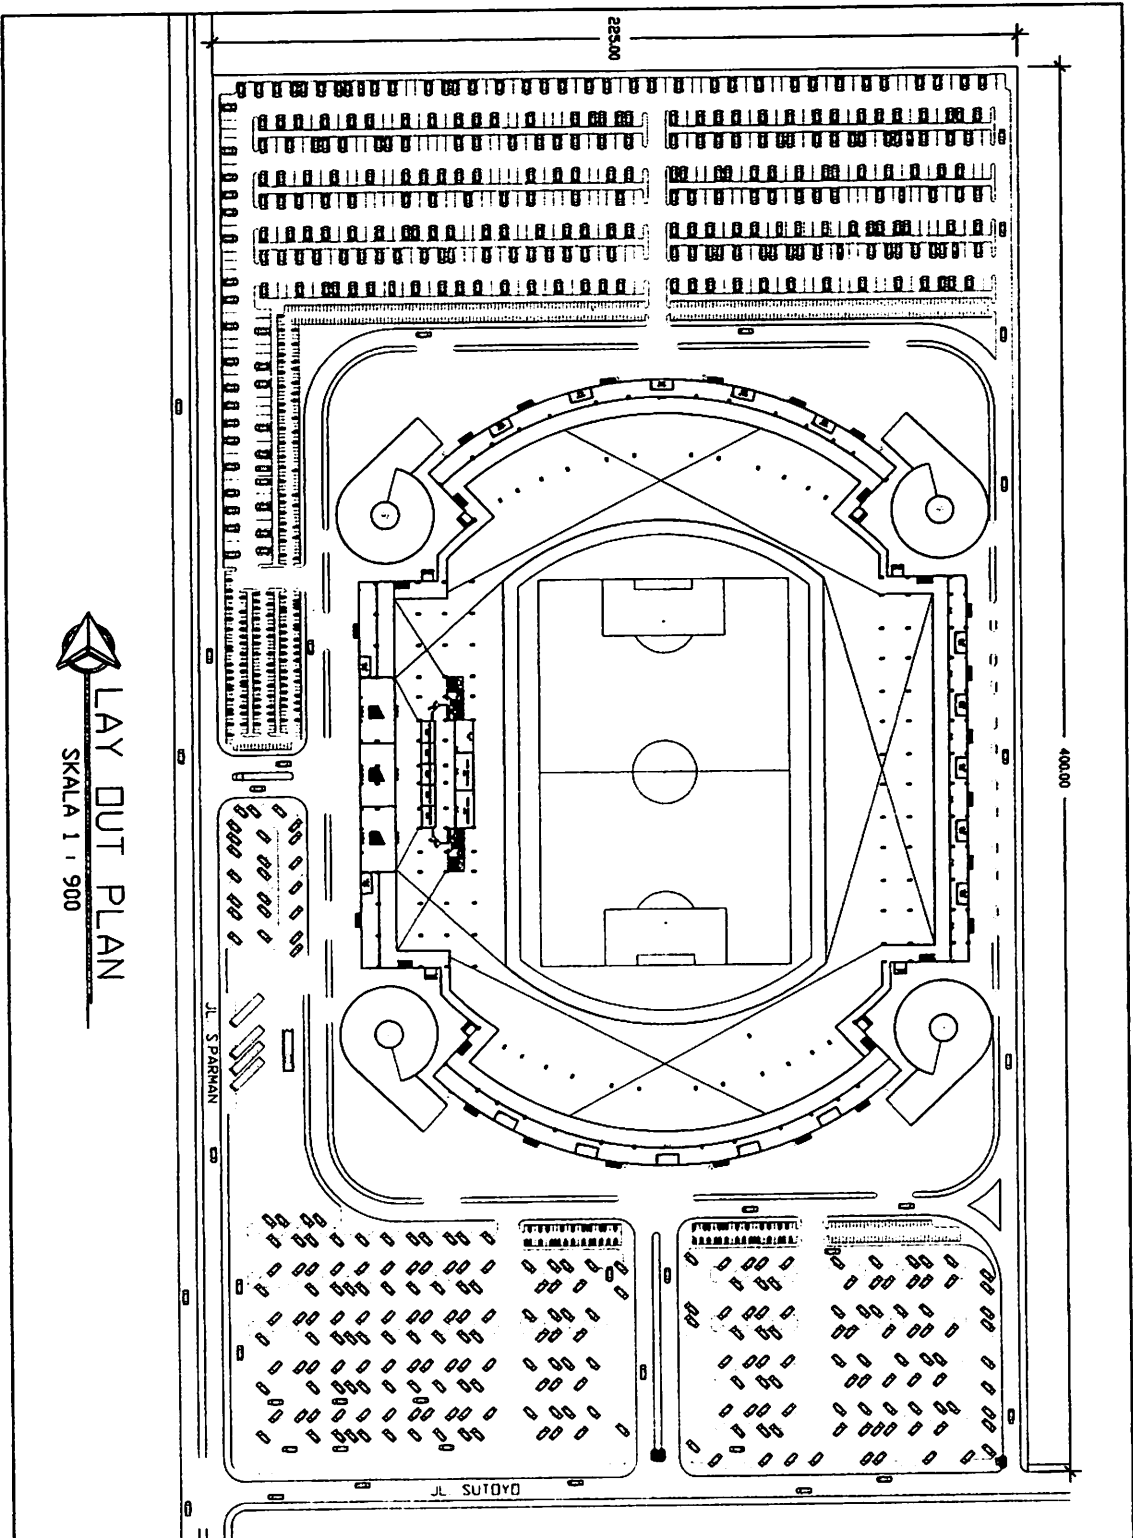 225.00
400.00
LAY OUT PLAN
SKALA 1 : 900
JL. S.PARMAN
JL. SUTOYO